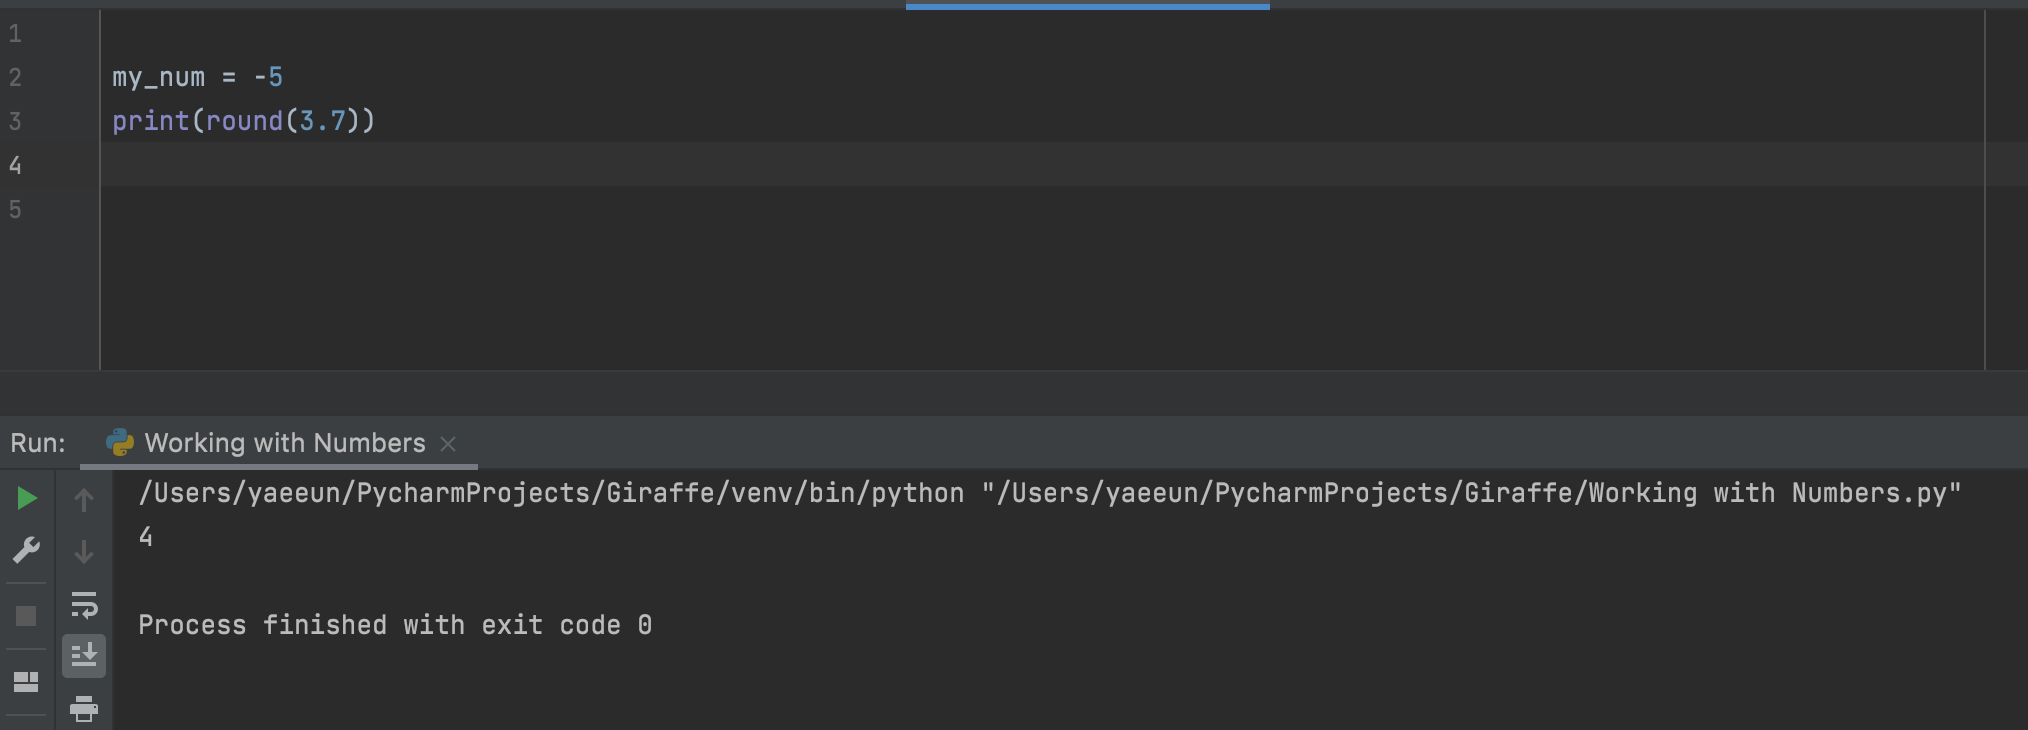 1
2 my_num = -5
3 print(round(3.7))
4
5
Run: Working with Numbers
/Users/yaeeun/PycharmProjects/Giraffe/venv/bin/python "/Users/yaeeun/PycharmProjects/Giraffe/Working with Numbers.py"
4
Process finished with exit code 0